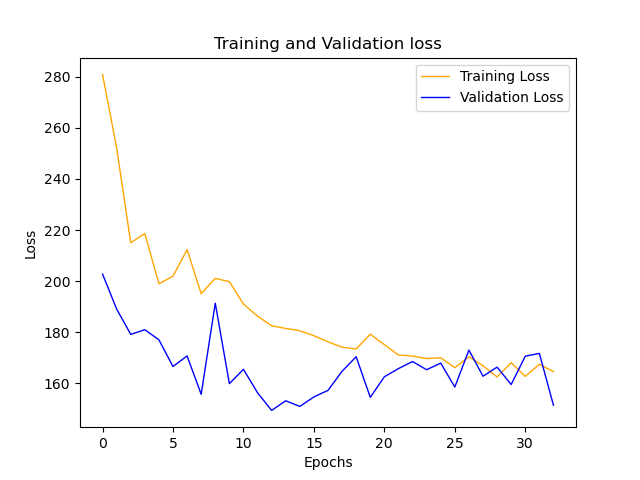 Training and Validation loss
Training Loss
Validation Loss
280
260
240
220
200
180
160
Loss
0 5 10 15 20 25 30
Epochs